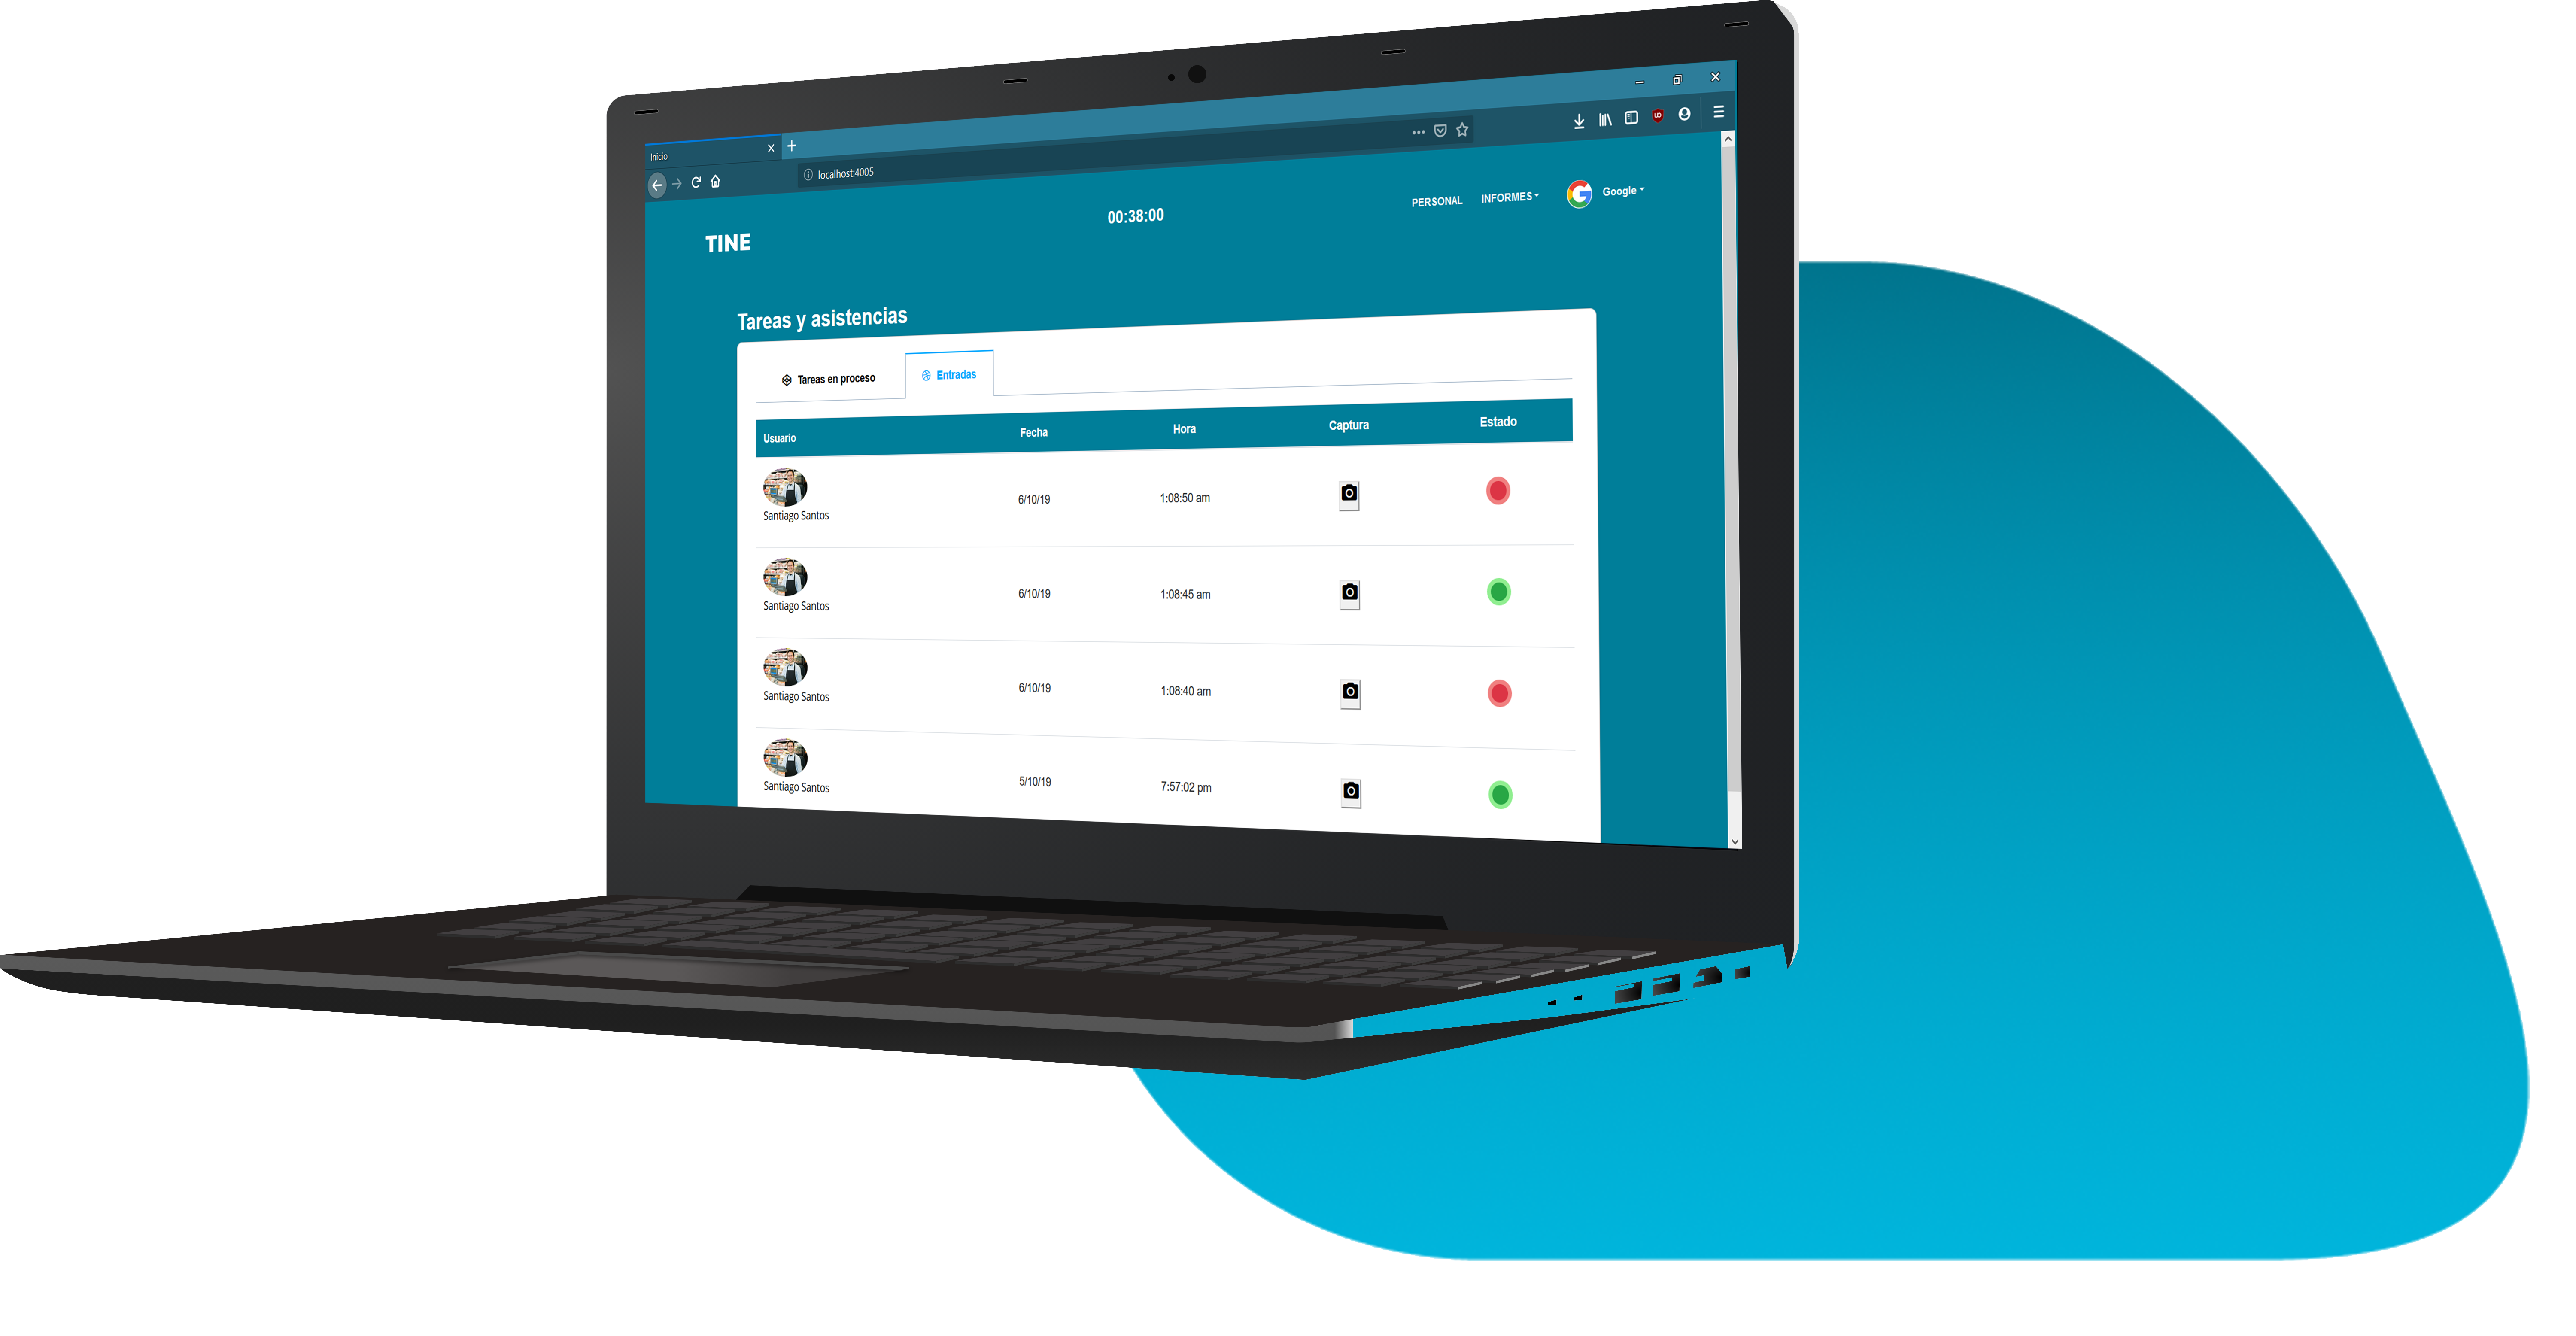 Inicio
localhost:4005
TINE
00:38:00
PERSONAL INFORMES Google
Tareas y asistencias
Tareas en proceso Entradas
Usuario Fecha Hora Captura Estado
Santiago Santos 6/10/19 1:08:50 am
Santiago Santos 6/10/19 1:08:45 am
Santiago Santos 6/10/19 1:08:40 am
Santiago Santos 5/10/19 7:57:02 pm